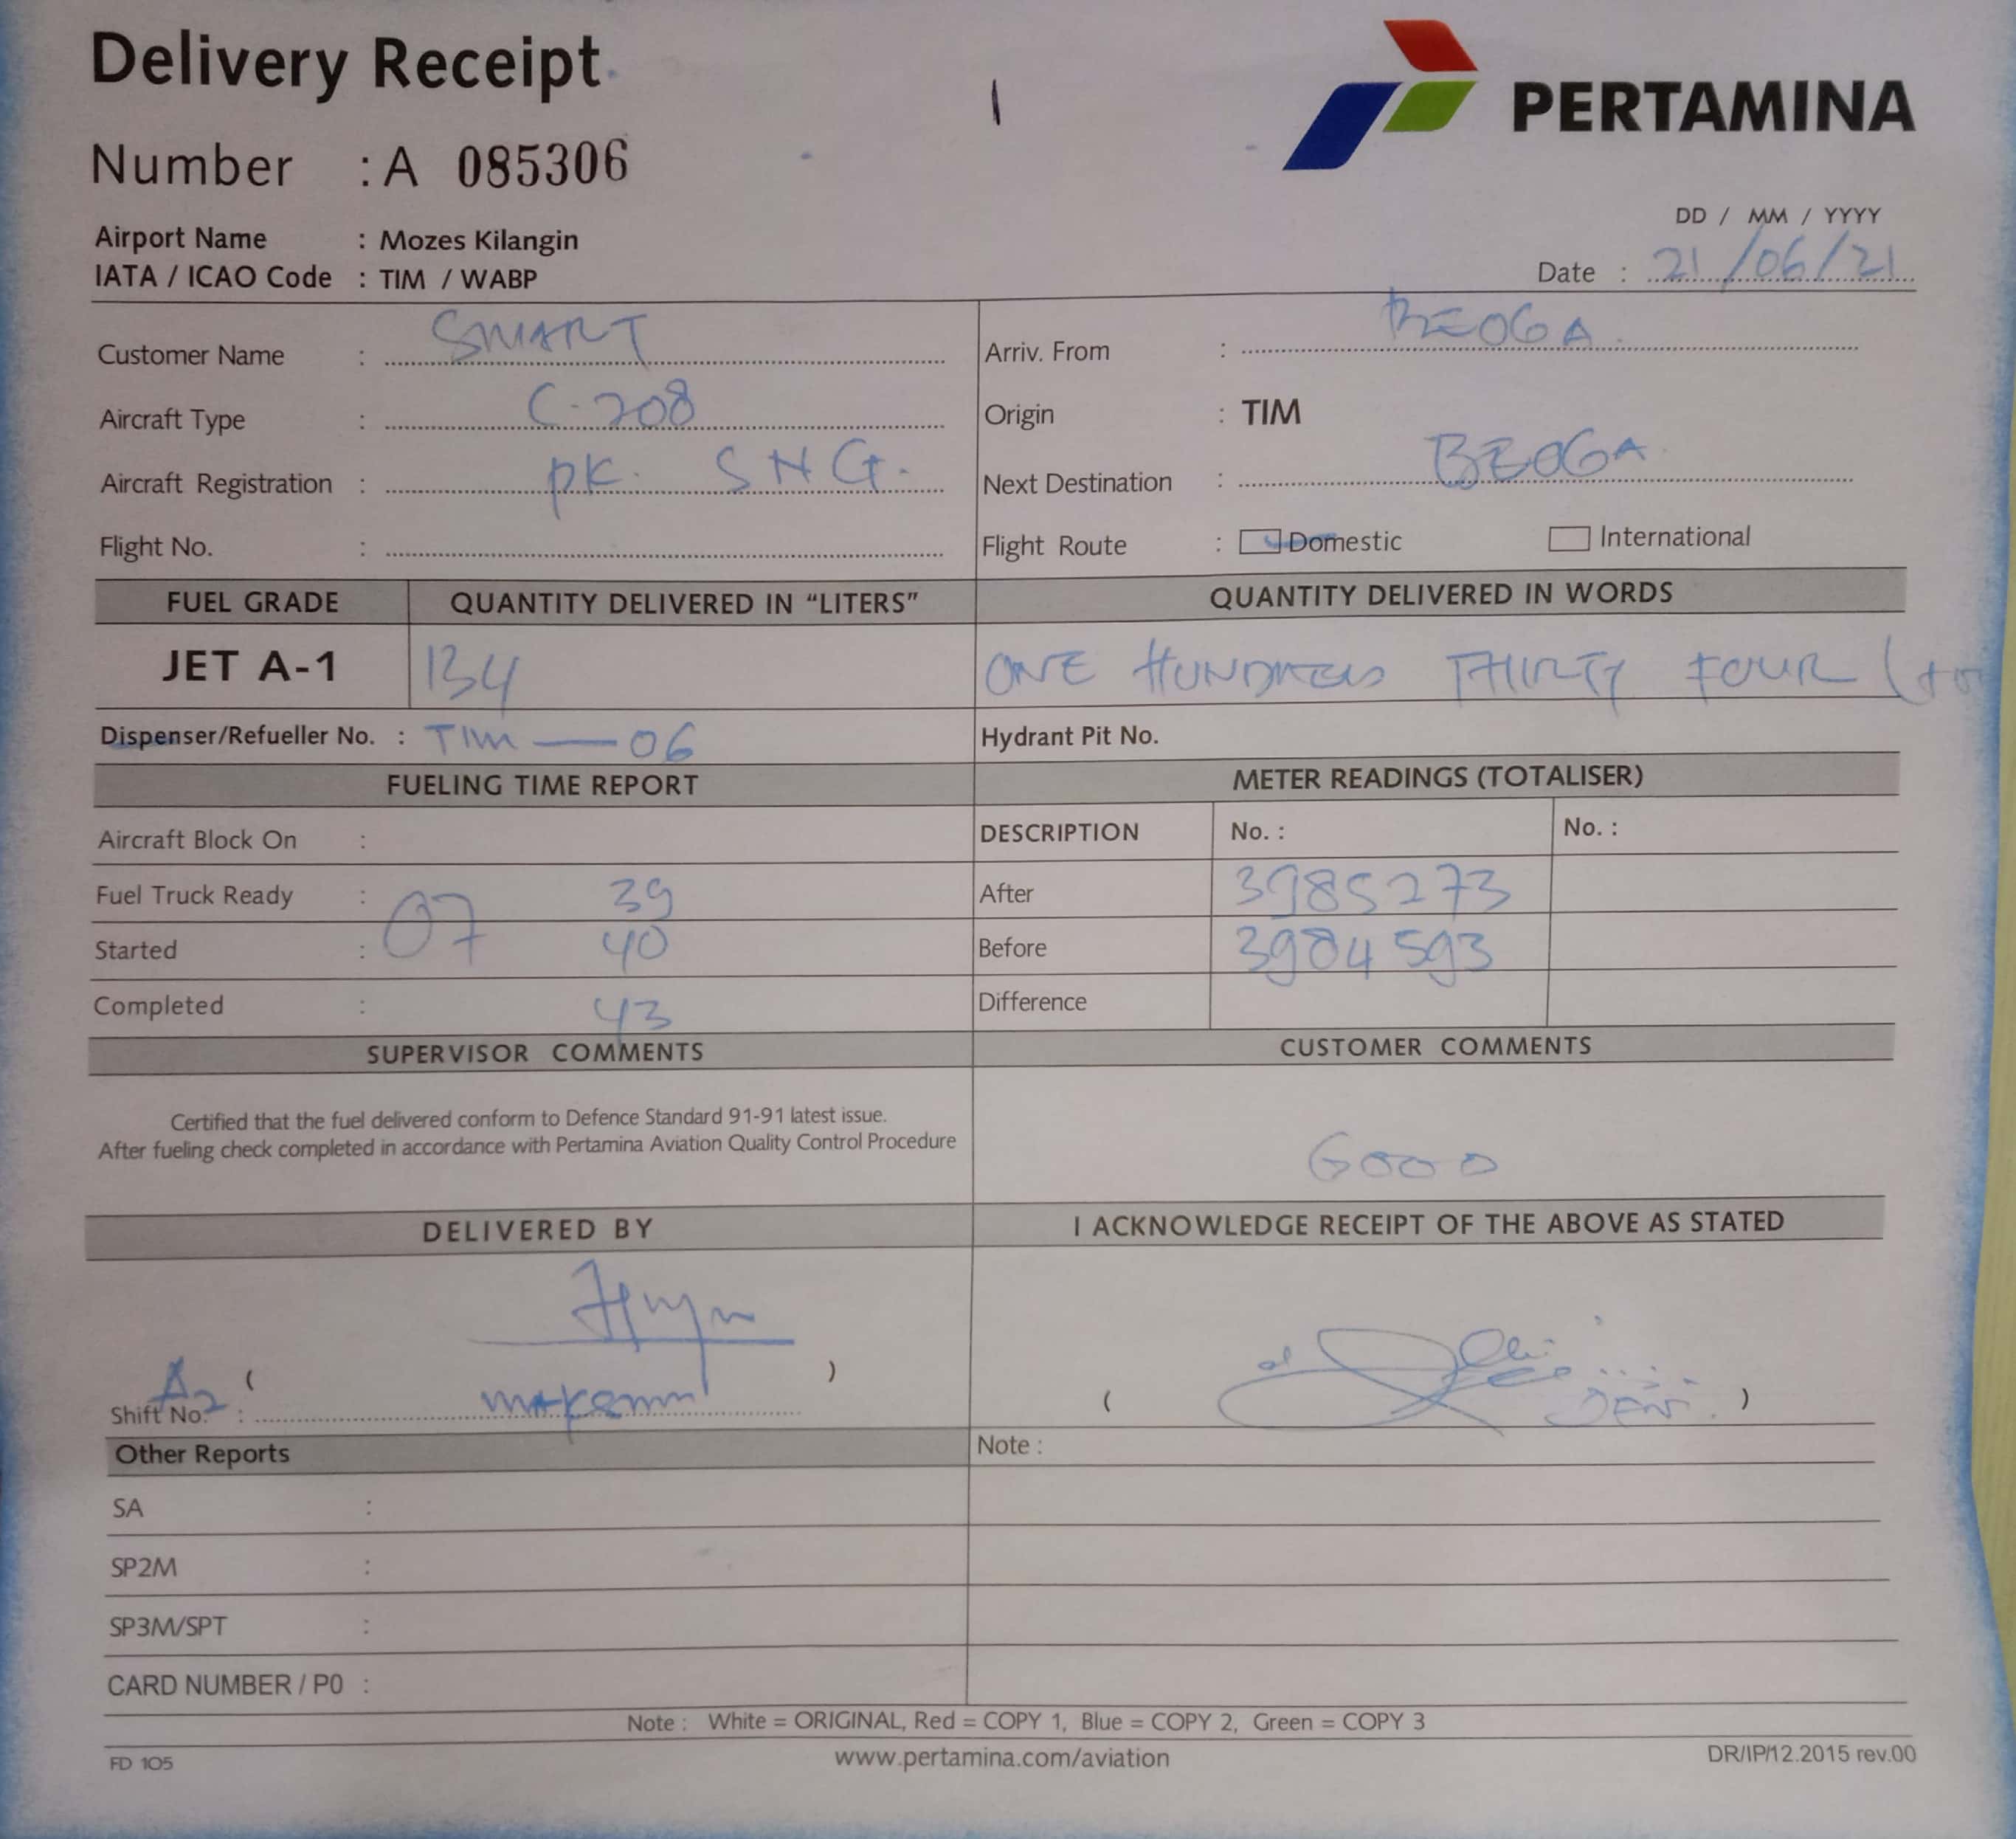 Delivery Receipt
PERTAMINA
Number : A 085306
Airport Name : Mozes Kilangin
IATA / ICAO Code : TIM / WABP
DD / MM / YYYY
Date : 21/06/21
Customer Name : SMART
Arriv. From : BEOGA
Aircraft Type : C-208
Origin : TIM
Aircraft Registration : PK. SNG.
Next Destination : BEOGA
Flight No. :
Flight Route : Domestic International
FUEL GRADE QUANTITY DELIVERED IN "LITERS" QUANTITY DELIVERED IN WORDS
JET A-1 134 ONE HUNDRED THIRTY FOUR
Dispenser/Refueller No. : TIM — 06 Hydrant Pit No.
FUELING TIME REPORT METER READINGS (TOTALISER)
Aircraft Block On : DESCRIPTION No. : No. :
Fuel Truck Ready : 07 39 After 3985273
Started : 40 Before 3984593
Completed : 43 Difference
SUPERVISOR COMMENTS CUSTOMER COMMENTS
Certified that the fuel delivered conform to Defence Standard 91-91 latest issue.
After fueling check completed in accordance with Pertamina Aviation Quality Control Procedure
GOOD
DELIVERED BY I ACKNOWLEDGE RECEIPT OF THE ABOVE AS STATED
( ) ( )
Shift No. : A2
Other Reports Note :
SA :
SP2M :
SP3M/SPT :
CARD NUMBER / P0 :
Note : White = ORIGINAL, Red = COPY 1, Blue = COPY 2, Green = COPY 3
FD 105 www.pertamina.com/aviation DR/IP/12.2015 rev.00